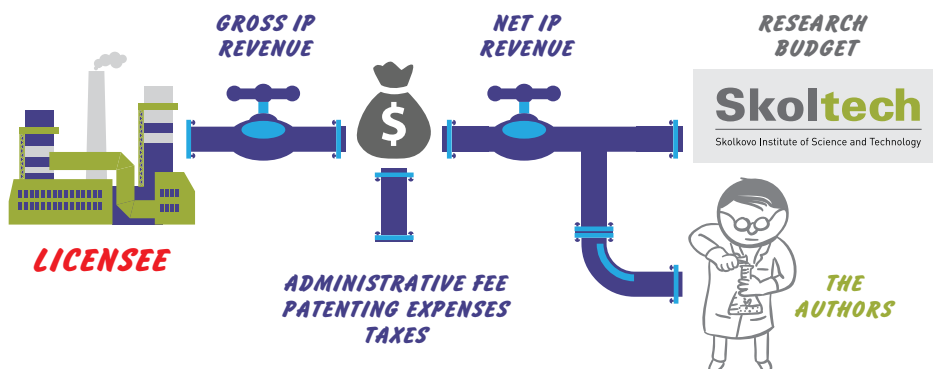 GROSS IP
REVENUE
NET IP
REVENUE
RESEARCH
BUDGET
$
Skoltech
Skolkovo Institute of Science and Technology
LICENSEE
ADMINISTRATIVE FEE
PATENTING EXPENSES
TAXES
THE
AUTHORS